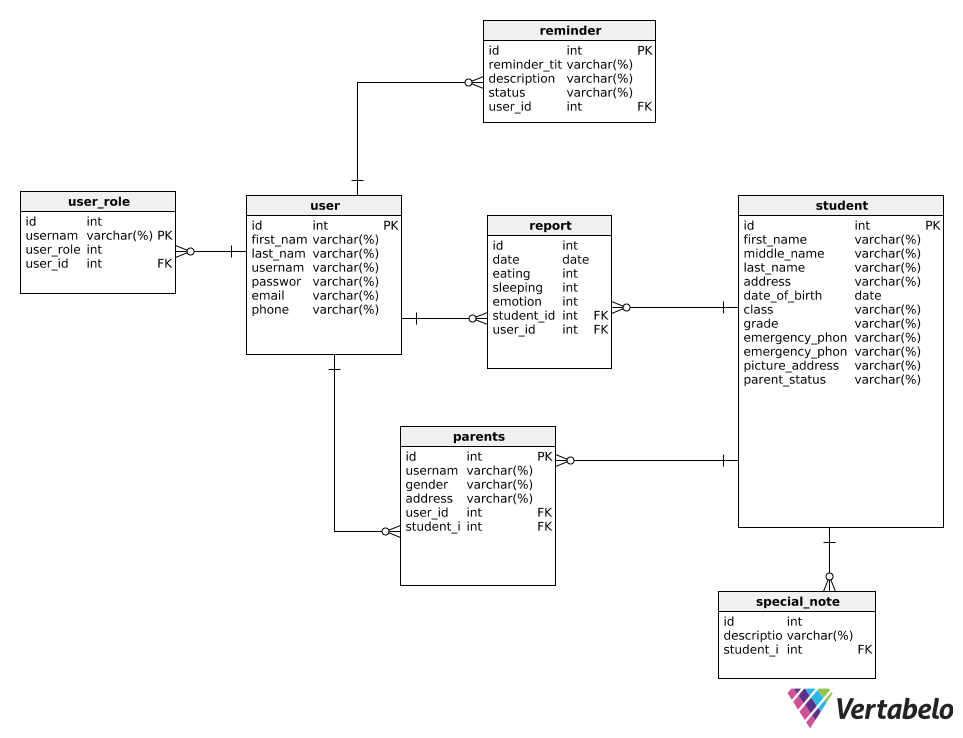 reminder
id int PK
reminder_tit varchar(%)
description varchar(%)
status varchar(%)
user_id int FK
user_role
id int
usernam varchar(%) PK
user_role int
user_id int FK
user
id int PK
first_nam varchar(%)
last_nam varchar(%)
usernam varchar(%)
passwor varchar(%)
email varchar(%)
phone varchar(%)
report
id int
date date
eating int
sleeping int
emotion int
student_id int FK
user_id int FK
student
id int PK
first_name varchar(%)
middle_name varchar(%)
last_name varchar(%)
address varchar(%)
date_of_birth date
class varchar(%)
grade varchar(%)
emergency_phon varchar(%)
emergency_phon varchar(%)
picture_address varchar(%)
parent_status varchar(%)
parents
id int PK
usernam varchar(%)
gender varchar(%)
address varchar(%)
user_id int FK
student_i int FK
special_note
id int
descriptio varchar(%)
student_i int FK
Vertabelo